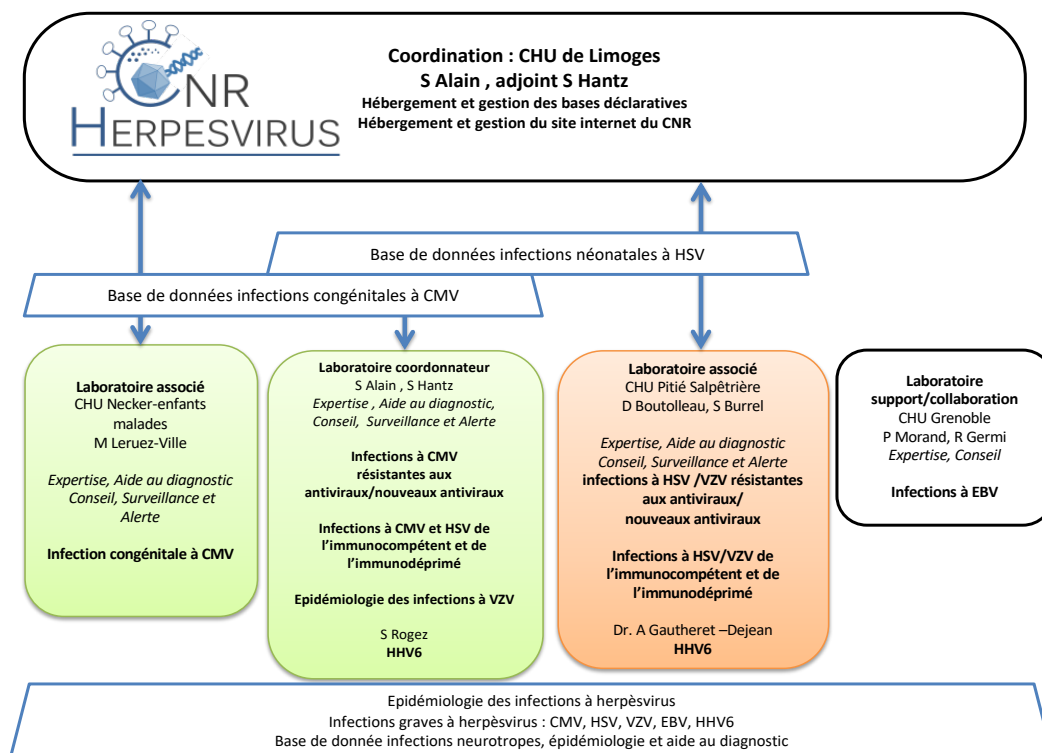 CNR
HERPESVIRUS
Coordination : CHU de Limoges
S Alain , adjoint S Hantz
Hébergement et gestion des bases déclaratives
Hébergement et gestion du site internet du CNR
Base de données infections néonatales à HSV
Base de données infections congénitales à CMV
Laboratoire associé
CHU Necker-enfants
malades
M Leruez-Ville
Expertise, Aide au diagnostic
Conseil, Surveillance et
Alerte
Infection congénitale à CMV
Laboratoire coordonnateur
S Alain , S Hantz
Expertise , Aide au diagnostic,
Conseil, Surveillance et Alerte
Infections à CMV
résistantes aux
antiviraux/nouveaux antiviraux
Infections à CMV et HSV de
l’immunocompétent et de
l’immunodéprimé
Epidémiologie des infections à VZV
S Rogez
HHV6
Laboratoire associé
CHU Pitié Salpêtrière
D Boutolleau, S Burrel
Expertise, Aide au diagnostic
Conseil, Surveillance et Alerte
infections à HSV /VZV résistantes
aux antiviraux/
nouveaux antiviraux
Infections à HSV/VZV de
l’immunocompétent et de
l’immunodéprimé
Dr. A Gautheret –Dejean
HHV6
Laboratoire
support/collaboration
CHU Grenoble
P Morand, R Germi
Expertise, Conseil
Infections à EBV
Epidémiologie des infections à herpèsvirus
Infections graves à herpèsvirus : CMV, HSV, VZV, EBV, HHV6
Base de donnée infections neurotropes, épidémiologie et aide au diagnostic